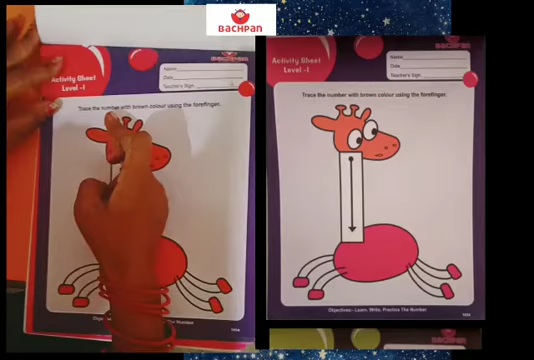 BACHPAN
Activity Sheet
Level -I
Name
Date
Teacher's Sign
Trace the number with brown colour using the forefinger.
The Number
BACHPAN
Activity Sheet
Level -I
Name
Date
Teacher's Sign
Trace the number with brown colour using the forefinger.
Objectives - Learn, Write, Practice The Number